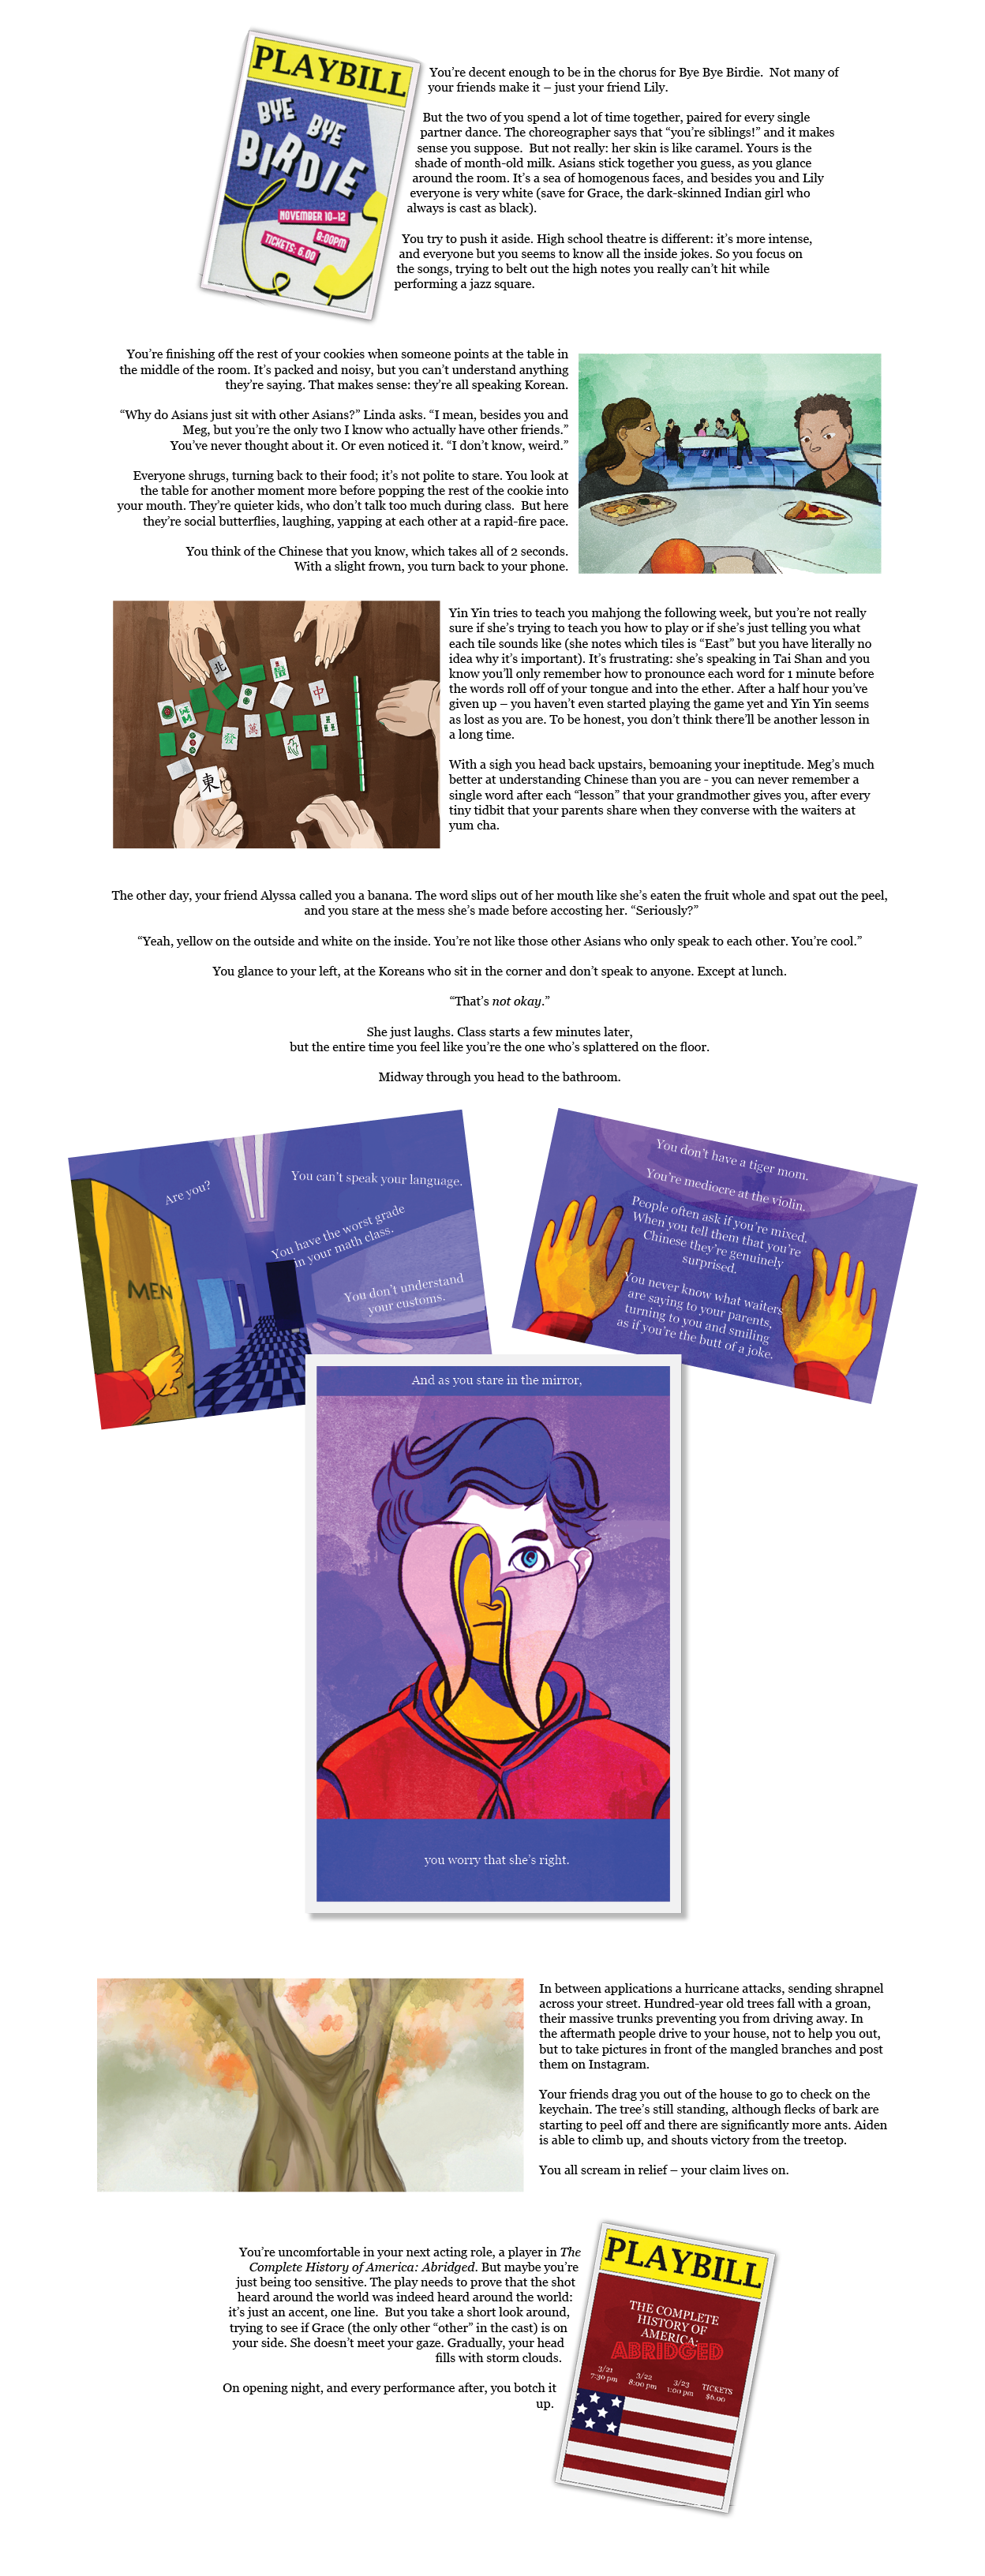 PLAYBILL
BYE BYE
BIRDIE
NOVEMBER 10-12
8:00PM
TICKETS: 6.00
You’re decent enough to be in the chorus for Bye Bye Birdie.  Not many of
your friends make it – just your friend Lily.
But the two of you spend a lot of time together, paired for every single
partner dance. The choreographer says that “you’re siblings!” and it makes
sense you suppose.  But not really: her skin is like caramel. Yours is the
shade of month-old milk. Asians stick together you guess, as you glance
around the room. It’s a sea of homogenous faces, and besides you and Lily
everyone is very white (save for Grace, the dark-skinned Indian girl who
always is cast as black).
You try to push it aside. High school theatre is different: it’s more intense,
and everyone but you seems to know all the inside jokes. So you focus on
the songs, trying to belt out the high notes you really can’t hit while
performing a jazz square.
You’re finishing off the rest of your cookies when someone points at the table in
the middle of the room. It’s packed and noisy, but you can’t understand anything
they’re saying. That makes sense: they’re all speaking Korean.
“Why do Asians just sit with other Asians?” Linda asks. “I mean, besides you and
Meg, but you’re the only two I know who actually have other friends.”
You’ve never thought about it. Or even noticed it. “I don’t know, weird.”
Everyone shrugs, turning back to their food; it’s not polite to stare. You look at
the table for another moment more before popping the rest of the cookie into
your mouth. They’re quieter kids, who don’t talk too much during class.  But here
they’re social butterflies, laughing, yapping at each other at a rapid-fire pace.
You think of the Chinese that you know, which takes all of 2 seconds.
With a slight frown, you turn back to your phone.
北
中
萬
發
東
Yin Yin tries to teach you mahjong the following week, but you’re not really
sure if she’s trying to teach you how to play or if she’s just telling you what
each tile sounds like (she notes which tiles is “East” but you have literally no
idea why it’s important). It’s frustrating: she’s speaking in Tai Shan and you
know you’ll only remember how to pronounce each word for 1 minute before
the words roll off of your tongue and into the ether. After a half hour you’ve
given up – you haven’t even started playing the game yet and Yin Yin seems
as lost as you are. To be honest, you don’t think there’ll be another lesson in
a long time.
With a sigh you head back upstairs, bemoaning your ineptitude. Meg’s much
better at understanding Chinese than you are - you can never remember a
single word after each “lesson” that your grandmother gives you, after every
tiny tidbit that your parents share when they converse with the waiters at
yum cha.
The other day, your friend Alyssa called you a banana. The word slips out of her mouth like she’s eaten the fruit whole and spat out the peel,
and you stare at the mess she’s made before accosting her. “Seriously?”
“Yeah, yellow on the outside and white on the inside. You’re not like those other Asians who only speak to each other. You’re cool.”
You glance to your left, at the Koreans who sit in the corner and don’t speak to anyone. Except at lunch.
“That’s not okay.”
She just laughs. Class starts a few minutes later,
but the entire time you feel like you’re the one who’s splattered on the floor.
Midway through you head to the bathroom.
MEN
Are you?
You can’t speak your language.
You have the worst grade
in your math class.
You don’t understand
your customs.
You don’t have a tiger mom.
You’re mediocre at the violin.
People often ask if you’re mixed.
When you tell them that you’re
Chinese they’re genuinely
surprised.
You never know what waiters
are saying to your parents,
turning to you and smiling
as if you’re the butt of a joke.
And as you stare in the mirror,
you worry that she’s right.
In between applications a hurricane attacks, sending shrapnel
across your street. Hundred-year old trees fall with a groan,
their massive trunks preventing you from driving away. In
the aftermath people drive to your house, not to help you out,
but to take pictures in front of the mangled branches and post
them on Instagram.
Your friends drag you out of the house to go to check on the
keychain. The tree’s still standing, although flecks of bark are
starting to peel off and there are significantly more ants. Aiden
is able to climb up, and shouts victory from the treetop.
You all scream in relief – your claim lives on.
You’re uncomfortable in your next acting role, a player in The
Complete History of America: Abridged. But maybe you’re
just being too sensitive. The play needs to prove that the shot
heard around the world was indeed heard around the world:
it’s just an accent, one line.  But you take a short look around,
trying to see if Grace (the only other “other” in the cast) is on
your side. She doesn’t meet your gaze. Gradually, your head
fills with storm clouds.
On opening night, and every performance after, you botch it
up.
PLAYBILL
THE COMPLETE
HISTORY OF
AMERICA:
ABRIDGED
3/21
7:30 pm
3/22
8:00 pm
3/23
1:00 pm
TICKETS
$6.00